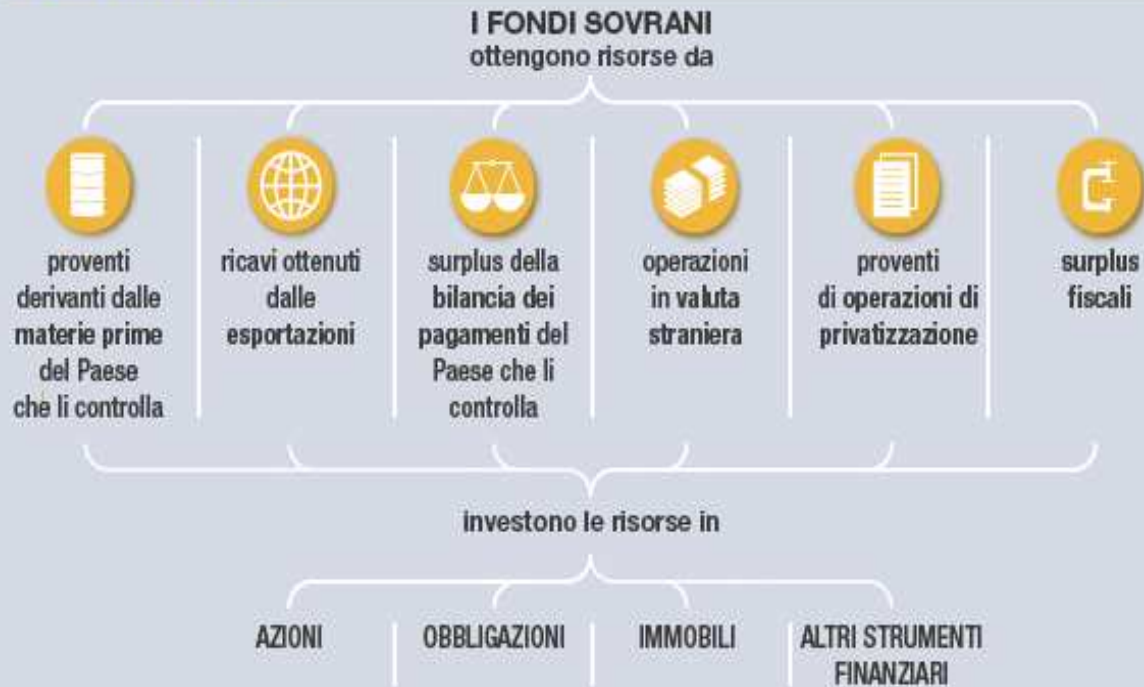 I FONDI SOVRANI
ottengono risorse da
proventi
derivanti dalle
materie prime
del Paese
che li controlla
ricavi ottenuti
dalle
esportazioni
surplus della
bilancia dei
pagamenti del
Paese che li
controlla
operazioni
in valuta
straniera
proventi
di operazioni di
privatizzazione
surplus
fiscali
investono le risorse in
AZIONI
OBBLIGAZIONI
IMMOBILI
ALTRI STRUMENTI
FINANZIARI